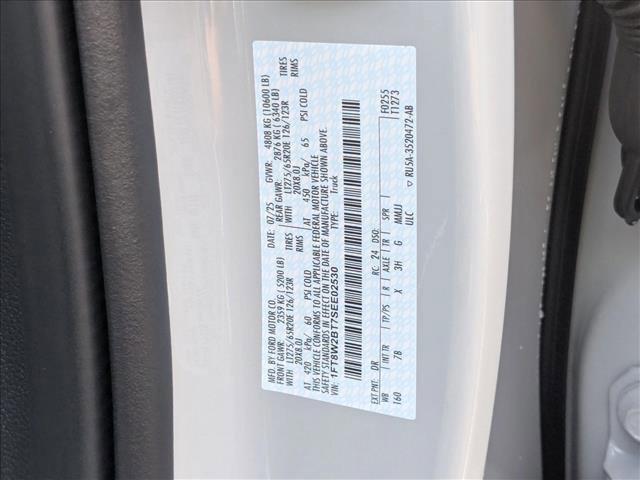 MFD. BY FORD MOTOR CO. DATE: 07/25 GVWR: 4808 KG (10600 LB)
FRONT GAWR: 2359 KG (5200 LB) REAR GAWR: 2876 KG (6340 LB)
WITH LT275/65R20E 126/123R TIRES WITH LT275/65R20E 126/123R TIRES
20X8.0J RIMS 20X8.0J RIMS
AT 420 kPa/ 60 PSI COLD AT 450 kPa/ 65 PSI COLD
THIS VEHICLE CONFORMS TO ALL APPLICABLE FEDERAL MOTOR VEHICLE
SAFETY STANDARDS IN EFFECT ON THE DATE OF MANUFACTURE SHOWN ABOVE.
VIN: 1FT8W2BT7SEE02530 TYPE: Truck
EXT PNT: DR RC: 24 DSO: F0255
WB INT TR TP/PS R AXLE TR SPR T1273
160 7B X 3H G MMJJ
ULC ▽ RU5A-3520472-AB